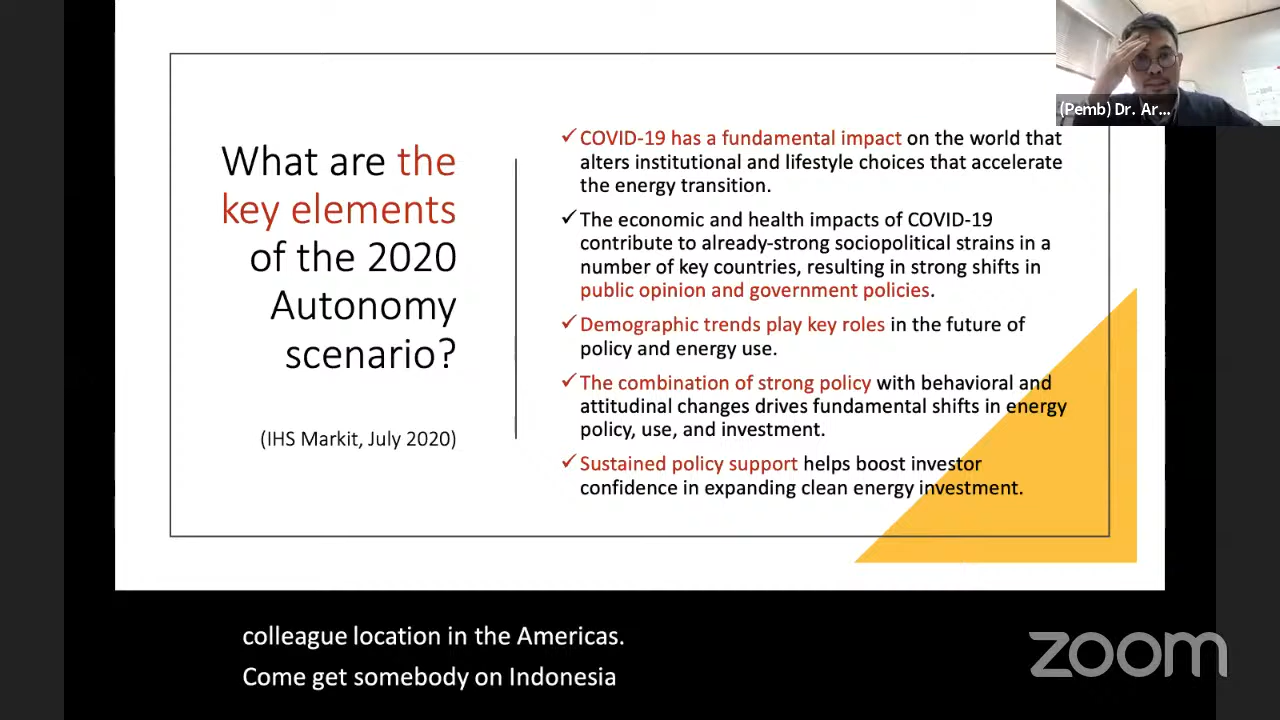 What are the
key elements
of the 2020
Autonomy
scenario?
(IHS Markit, July 2020)
COVID-19 has a fundamental impact on the world that
alters institutional and lifestyle choices that accelerate
the energy transition.
The economic and health impacts of COVID-19
contribute to already-strong sociopolitical strains in a
number of key countries, resulting in strong shifts in
public opinion and government policies.
Demographic trends play key roles in the future of
policy and energy use.
The combination of strong policy with behavioral and
attitudinal changes drives fundamental shifts in energy
policy, use, and investment.
Sustained policy support helps boost investor
confidence in expanding clean energy investment.
(Pemb) Dr. Ar...
colleague location in the Americas.
Come get somebody on Indonesia
zoom